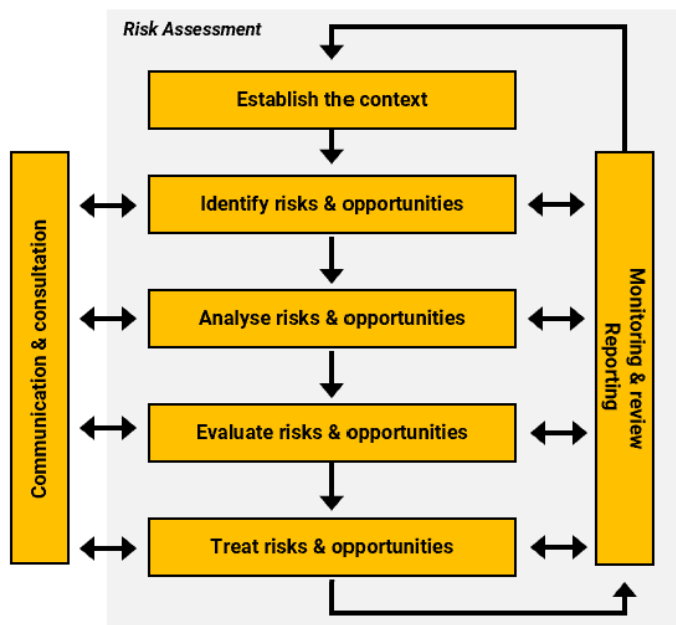 Risk Assessment
Establish the context
Identify risks & opportunities
Analyse risks & opportunities
Evaluate risks & opportunities
Treat risks & opportunities
Communication & consultation
Monitoring & review
Reporting